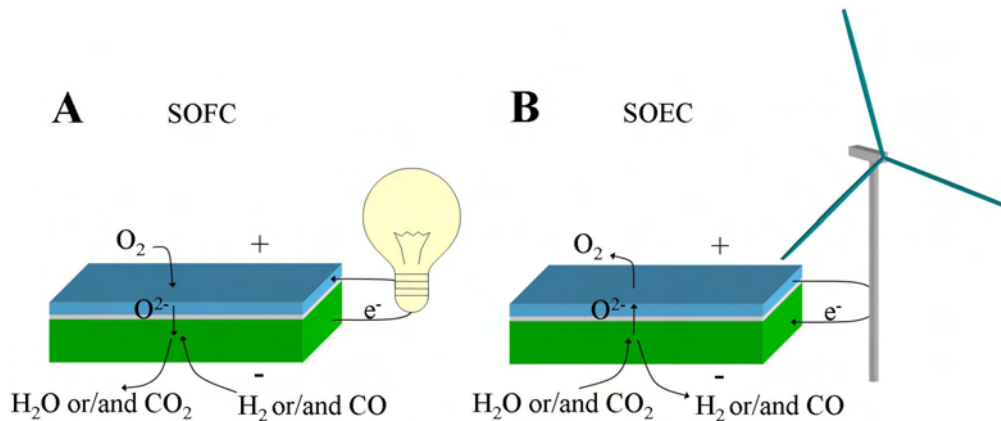 A SOFC
O₂
+
O²⁻
e⁻
-
H₂O or/and CO₂ H₂ or/and CO
B SOEC
O₂
+
O²⁻
e⁻
-
H₂O or/and CO₂ H₂ or/and CO